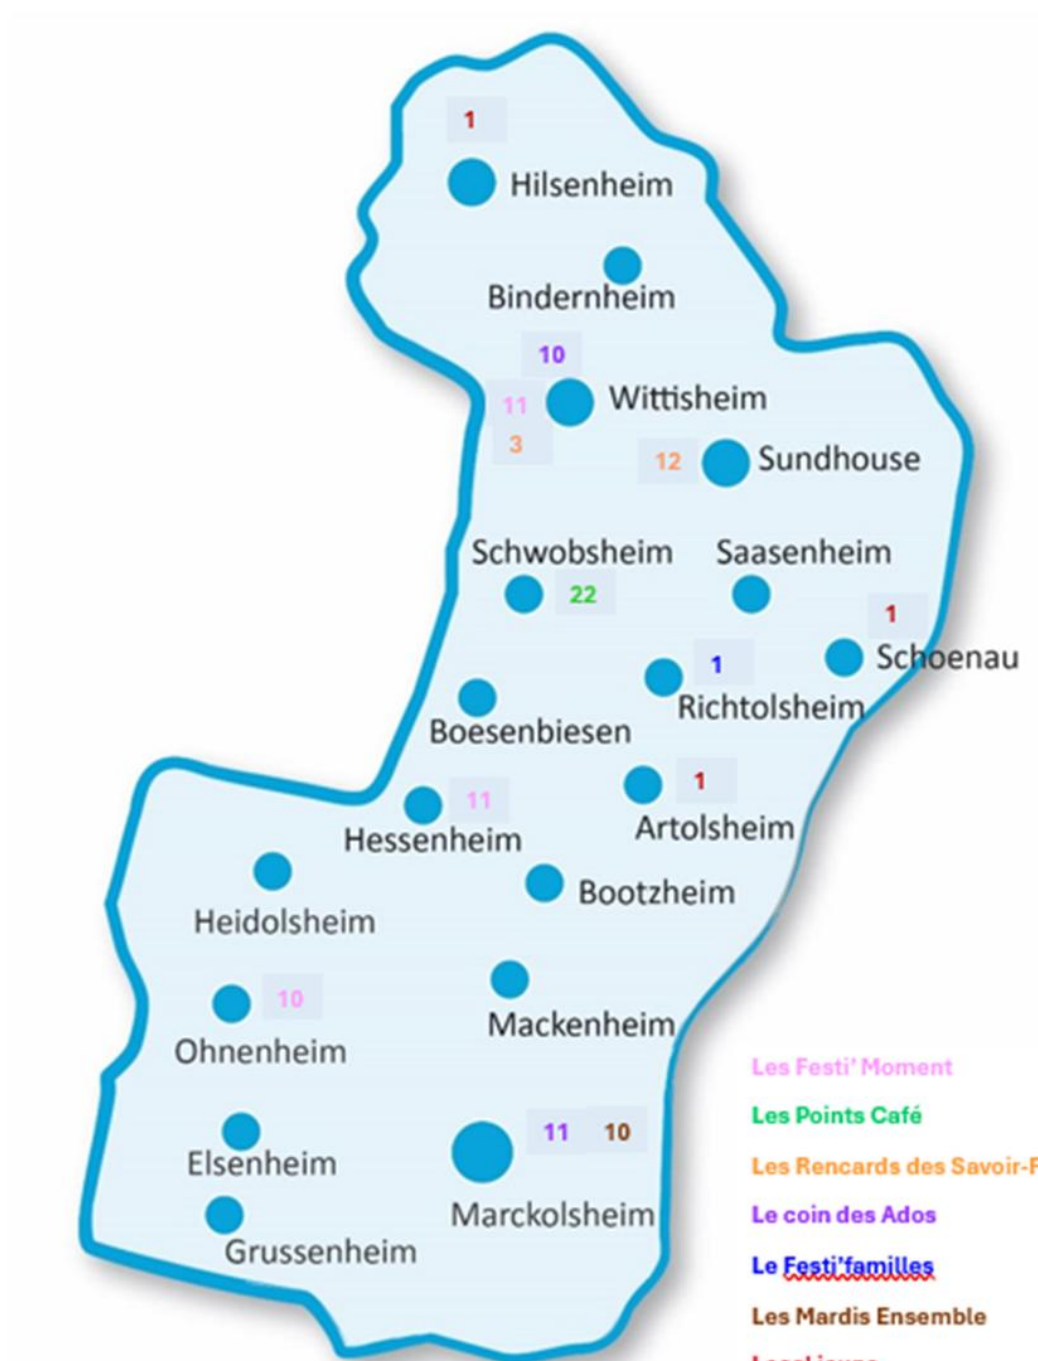 1
Hilsenheim
Bindernheim
10
11
Wittisheim
3
12
Sundhouse
Schwobsheim
Saasenheim
22
1
Schoenau
1
Richtolsheim
Boesenbiesen
1
Artolsheim
11
Hessenheim
Bootzheim
Heidolsheim
10
Ohnenheim
Mackenheim
Elsenheim
11 10
Marckolsheim
Grussenheim
Les Festi' Moment
Les Points Café
Les Rencards des Savoir-F
Le coin des Ados
Le Festi'familles
Les Mardis Ensemble